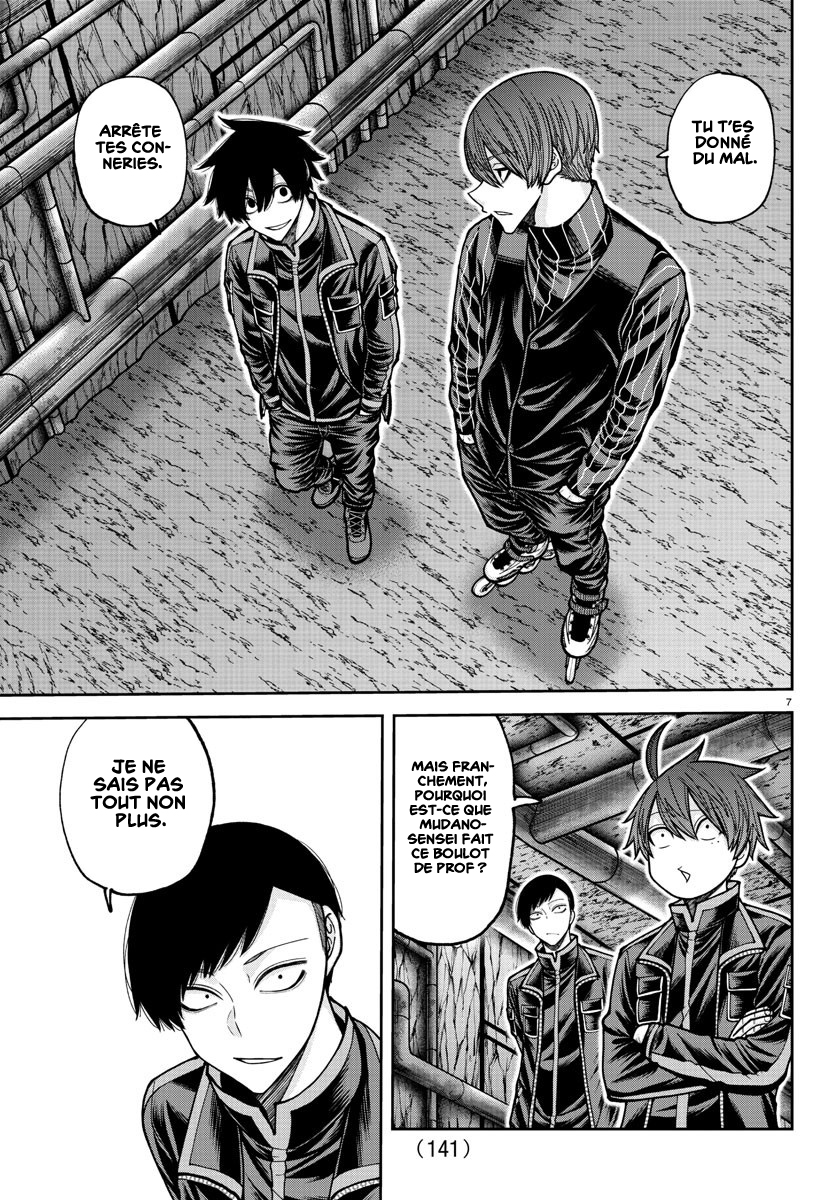 TU T'ES
DONNÉ
DU MAL.
ARRÊTE
TES CON-
NERIES.
7
MAIS FRAN-
CHEMENT,
POURQUOI
EST-CE QUE
MUDANO-
SENSEI FAIT
CE BOULOT
DE PROF ?
JE NE
SAIS PAS
TOUT NON
PLUS.
(141)